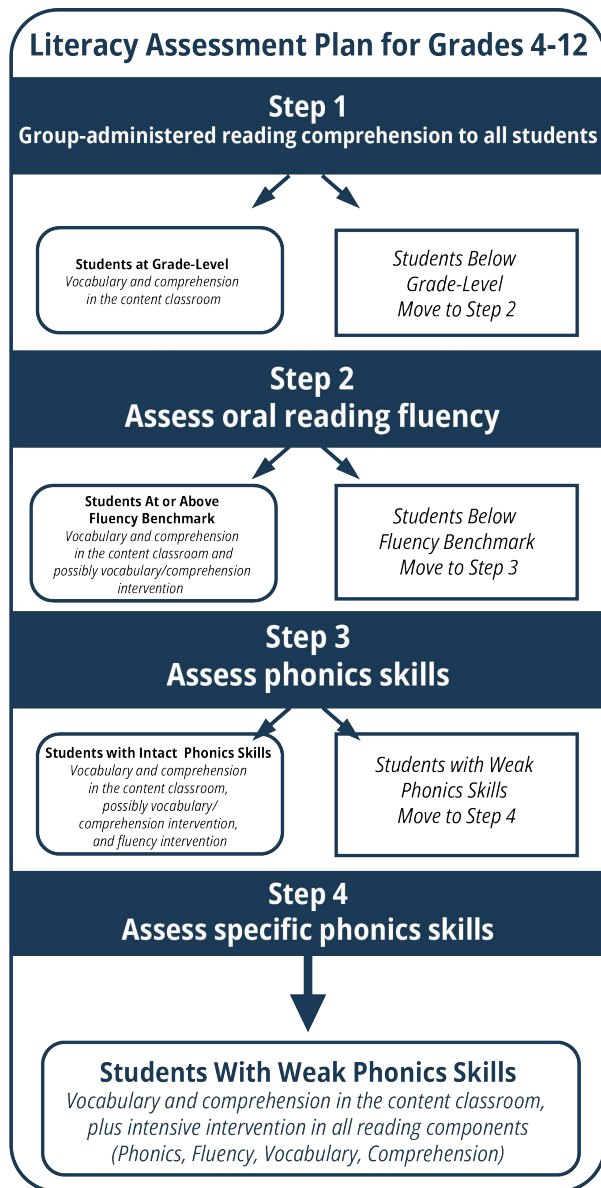 Literacy Assessment Plan for Grades 4-12
Step 1
Group-administered reading comprehension to all students
Students at Grade-Level
Vocabulary and comprehension
in the content classroom
Students Below
Grade-Level
Move to Step 2
Step 2
Assess oral reading fluency
Students At or Above
Fluency Benchmark
Vocabulary and comprehension
in the content classroom and
possibly vocabulary/comprehension
intervention
Students Below
Fluency Benchmark
Move to Step 3
Step 3
Assess phonics skills
Students with Intact Phonics Skills
Vocabulary and comprehension
in the content classroom,
possibly vocabulary/
comprehension intervention,
and fluency intervention
Students with Weak
Phonics Skills
Move to Step 4
Step 4
Assess specific phonics skills
Students With Weak Phonics Skills
Vocabulary and comprehension in the content classroom,
plus intensive intervention in all reading components
(Phonics, Fluency, Vocabulary, Comprehension)